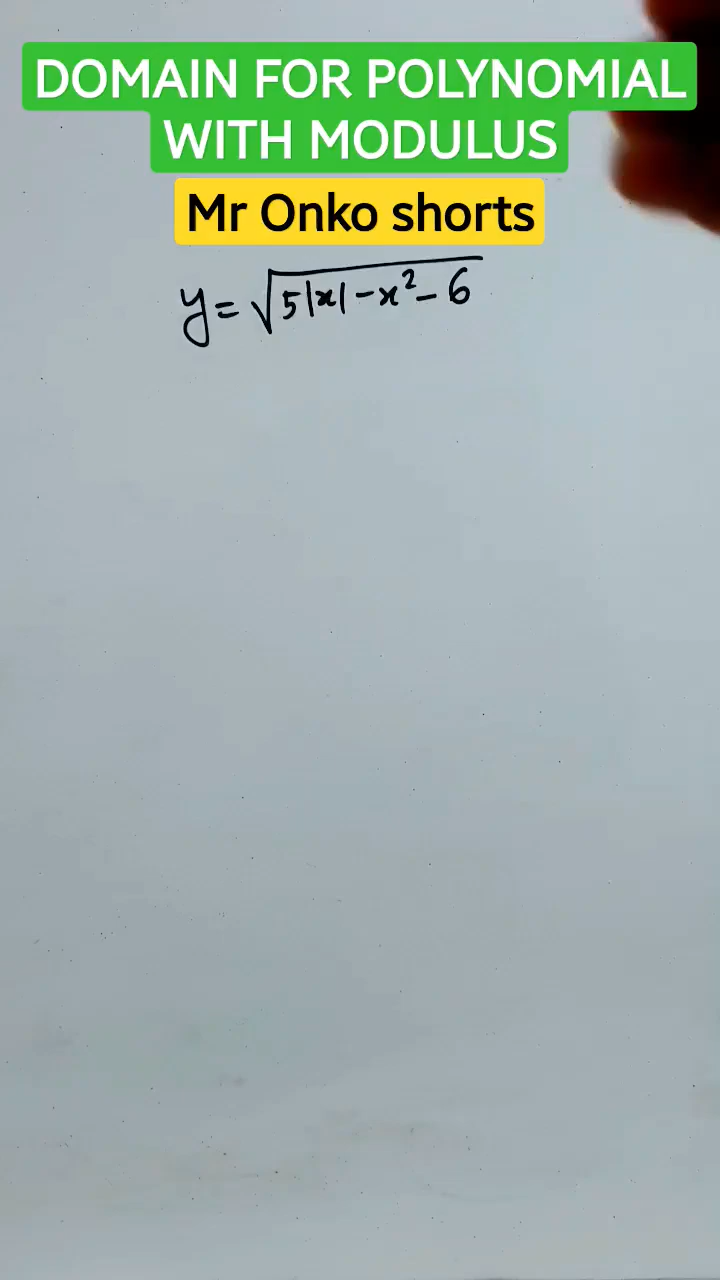 DOMAIN FOR POLYNOMIAL
WITH MODULUS
Mr Onko shorts
y = √(5|x| - x² - 6)